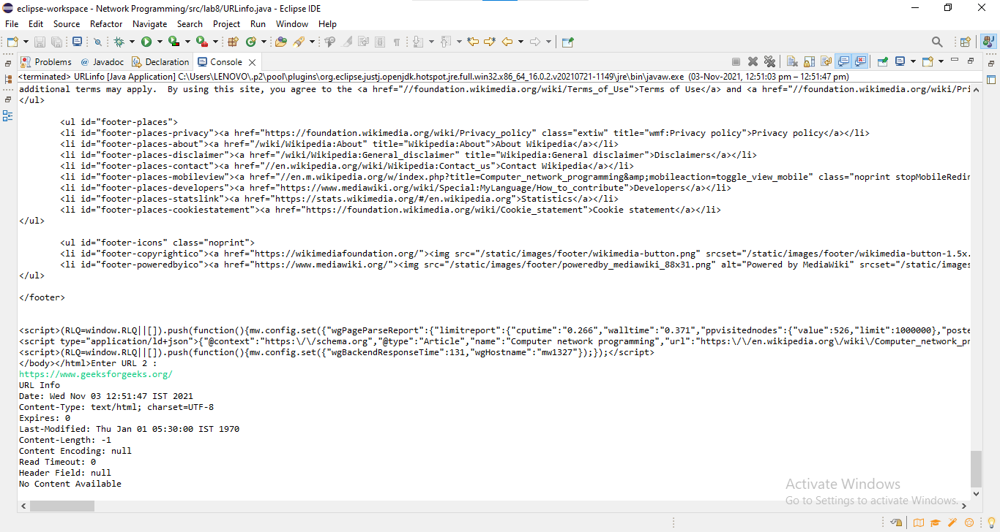 eclipse-workspace - Network Programming/src/lab8/URLinfo.java - Eclipse IDE
File Edit Source Refactor Navigate Search Project Run Window Help
Problems @ Javadoc Declaration Console
<terminated> URLinfo [Java Application] C:\Users\LENOVO\.p2\pool\plugins\org.eclipse.justj.openjdk.hotspot.jre.full.win32.x86_64_16.0.2.v20210721-1149\jre\bin\javaw.exe (03-Nov-2021, 12:51:03 pm – 12:51:47 pm)
additional terms may apply.  By using this site, you agree to the <a href="//foundation.wikimedia.org/wiki/Terms_of_Use">Terms of Use</a> and <a href="//foundation.wikimedia.org/wiki/Pri
</ul>
<ul id="footer-places">
<li id="footer-places-privacy"><a href="https://foundation.wikimedia.org/wiki/Privacy_policy" class="extiw" title="wmf:Privacy policy">Privacy policy</a></li>
<li id="footer-places-about"><a href="/wiki/Wikipedia:About" title="Wikipedia:About">About Wikipedia</a></li>
<li id="footer-places-disclaimer"><a href="/wiki/Wikipedia:General_disclaimer" title="Wikipedia:General disclaimer">Disclaimers</a></li>
<li id="footer-places-contact"><a href="//en.wikipedia.org/wiki/Wikipedia:Contact_us">Contact Wikipedia</a></li>
<li id="footer-places-mobileview"><a href="//en.m.wikipedia.org/w/index.php?title=Computer_network_programming&amp;mobileaction=toggle_view_mobile" class="noprint stopMobileRedir
<li id="footer-places-developers"><a href="https://www.mediawiki.org/wiki/Special:MyLanguage/How_to_contribute">Developers</a></li>
<li id="footer-places-statslink"><a href="https://stats.wikimedia.org/#/en.wikipedia.org">Statistics</a></li>
<li id="footer-places-cookiestatement"><a href="https://foundation.wikimedia.org/wiki/Cookie_statement">Cookie statement</a></li>
</ul>
<ul id="footer-icons" class="noprint">
<li id="footer-copyrightico"><a href="https://wikimediafoundation.org/"><img src="/static/images/footer/wikimedia-button.png" srcset="/static/images/footer/wikimedia-button-1.5x.
<li id="footer-poweredbyico"><a href="https://www.mediawiki.org/"><img src="/static/images/footer/poweredby_mediawiki_88x31.png" alt="Powered by MediaWiki" srcset="/static/images
</ul>
</footer>
<script>(RLQ=window.RLQ||[]).push(function(){mw.config.set({"wgPageParseReport":{"limitreport":{"cputime":"0.266","walltime":"0.371","ppvisitednodes":{"value":526,"limit":1000000},"poste
<script type="application/ld+json">{"@context":"https:\/\/schema.org","@type":"Article","name":"Computer network programming","url":"https:\/\/en.wikipedia.org\/wiki\/Computer_network_pr
<script>(RLQ=window.RLQ||[]).push(function(){mw.config.set({"wgBackendResponseTime":131,"wgHostname":"mw1327"});});</script>
</body></html>Enter URL 2 :
https://www.geeksforgeeks.org/
URL Info
Date: Wed Nov 03 12:51:47 IST 2021
Content-Type: text/html; charset=UTF-8
Expires: 0
Last-Modified: Thu Jan 01 05:30:00 IST 1970
Content-Length: -1
Content Encoding: null
Read Timeout: 0
Header Field: null
No Content Available
Activate Windows
Go to Settings to activate Windows.